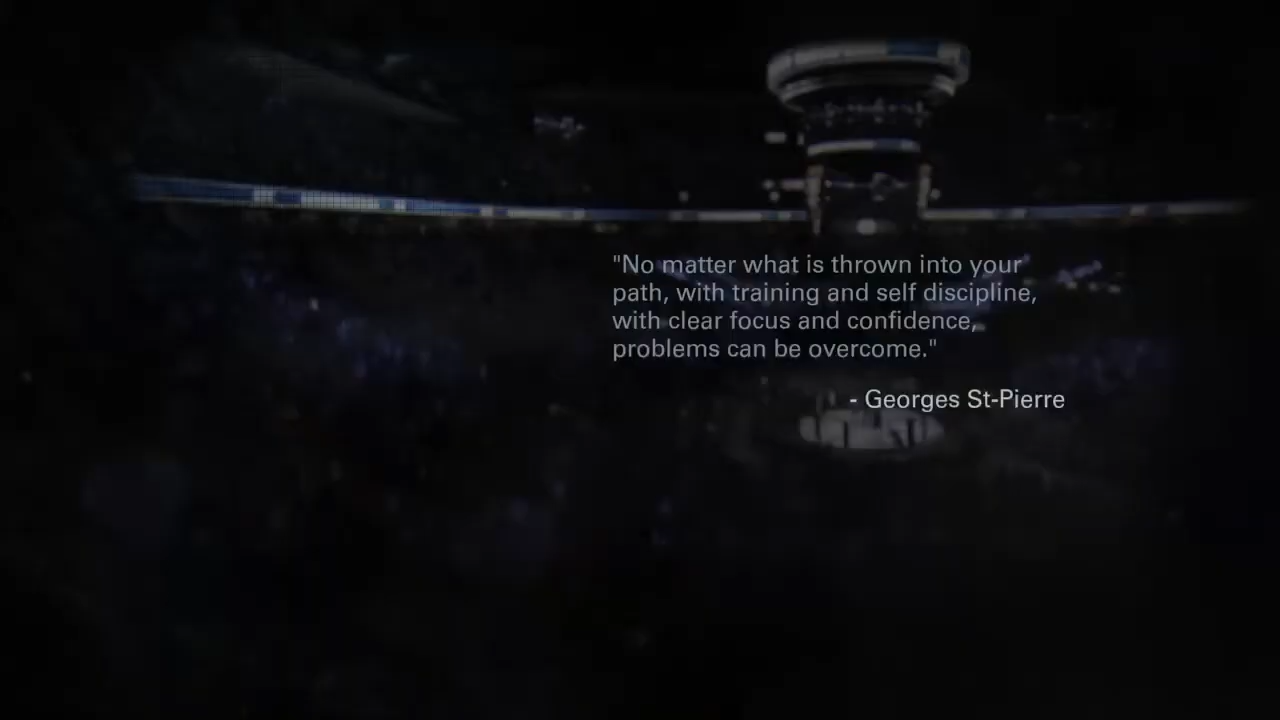 "No matter what is thrown into your
path, with training and self discipline,
with clear focus and confidence,
problems can be overcome."
- Georges St-Pierre